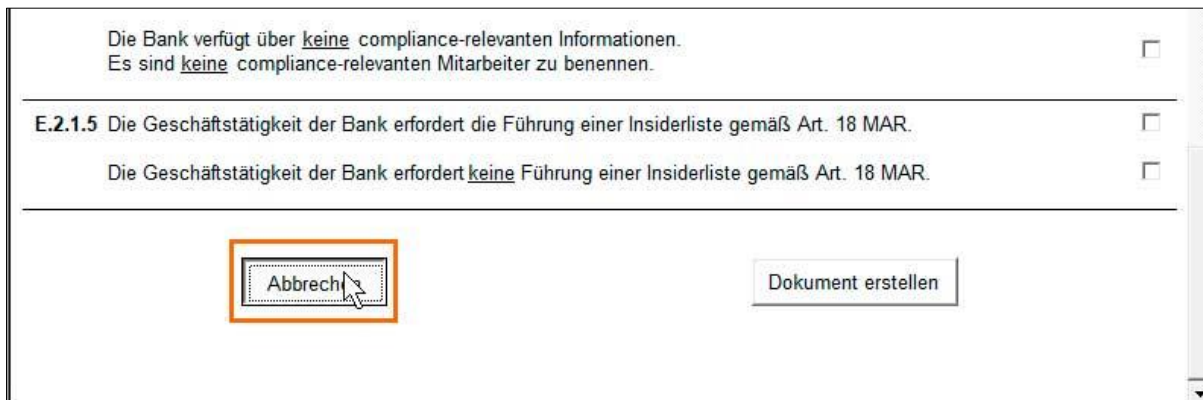 Die Bank verfügt über keine compliance-relevanten Informationen.
Es sind keine compliance-relevanten Mitarbeiter zu benennen.
E.2.1.5 Die Geschäftstätigkeit der Bank erfordert die Führung einer Insiderliste gemäß Art. 18 MAR.
Die Geschäftstätigkeit der Bank erfordert keine Führung einer Insiderliste gemäß Art. 18 MAR.
Abbrechen
Dokument erstellen